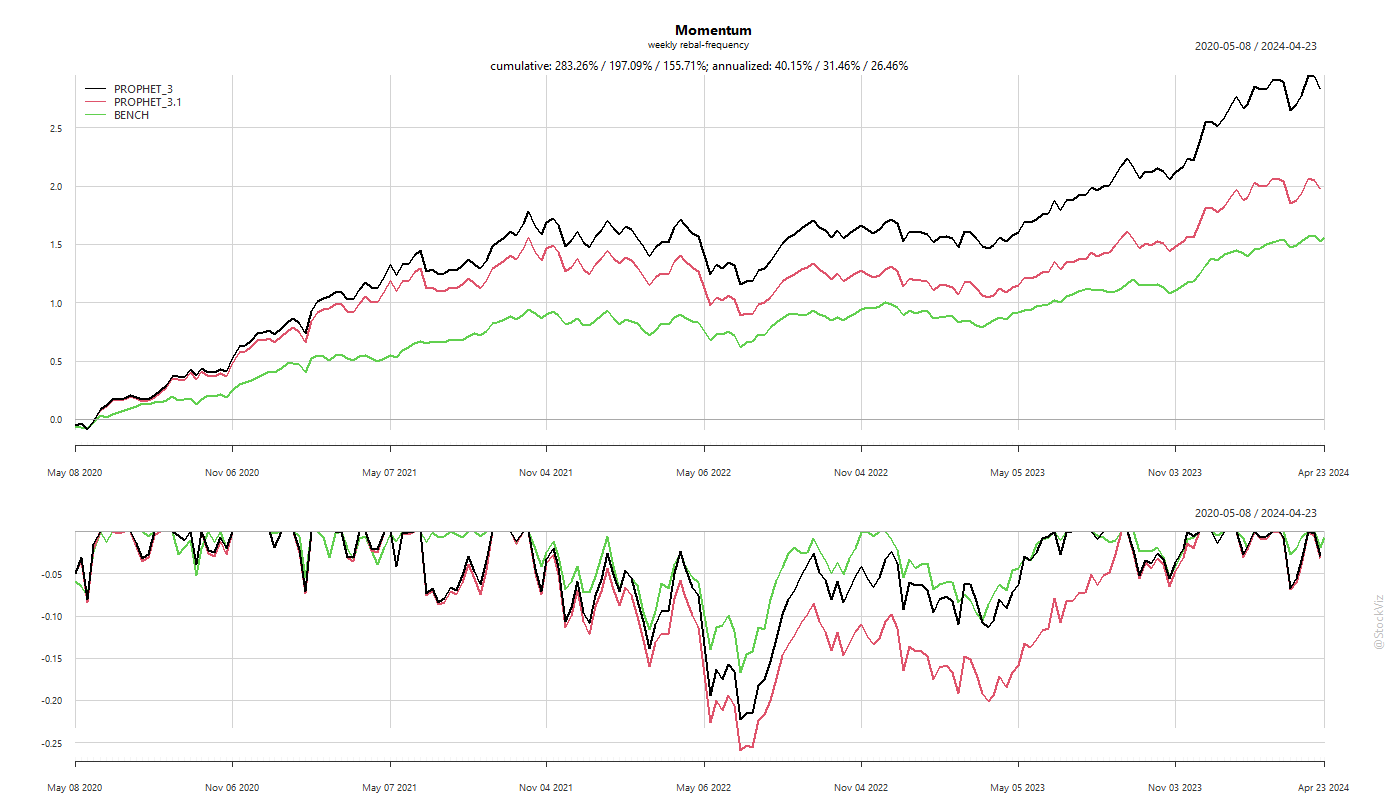 Momentum
weekly rebal-frequency
2020-05-08 / 2024-04-23
cumulative: 283.26% / 197.09% / 155.71%; annualized: 40.15% / 31.46% / 26.46%
PROPHET_3
PROPHET_3.1
BENCH
2.5
2.0
1.5
1.0
0.5
0.0
May 08 2020 Nov 06 2020 May 07 2021 Nov 04 2021 May 06 2022 Nov 04 2022 May 05 2023 Nov 03 2023 Apr 23 2024
2020-05-08 / 2024-04-23
-0.05
-0.10
-0.15
-0.20
-0.25
May 08 2020 Nov 06 2020 May 07 2021 Nov 04 2021 May 06 2022 Nov 04 2022 May 05 2023 Nov 03 2023 Apr 23 2024
@StockViz